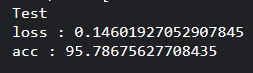 Test
loss : 0.14601927052907845
acc : 95.78675627708435